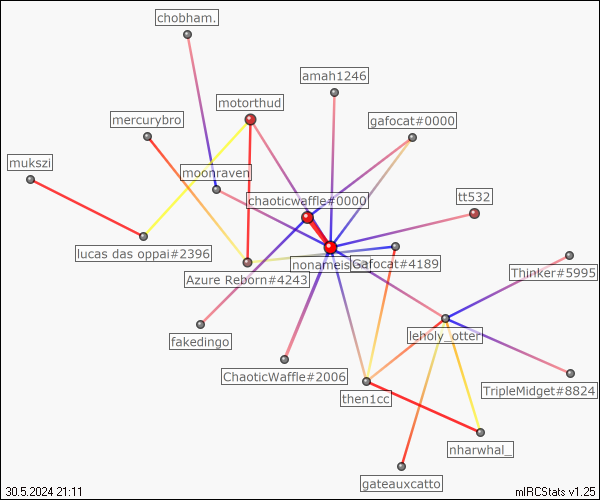 chobham.
amah1246
motorthud
mercurybro
gafocat#0000
mukszi
moonraven
chaoticwaffle#0000
tt532
lucas das oppai#2396
Gafocat#4189
Azure Reborn#4243
Thinker#5995
leholy_otter
fakedingo
ChaoticWaffle#2006
TripleMidget#8824
then1cc
nharwhal_
gateauxcatto
30.5.2024 21:11
mIRCStats v1.25